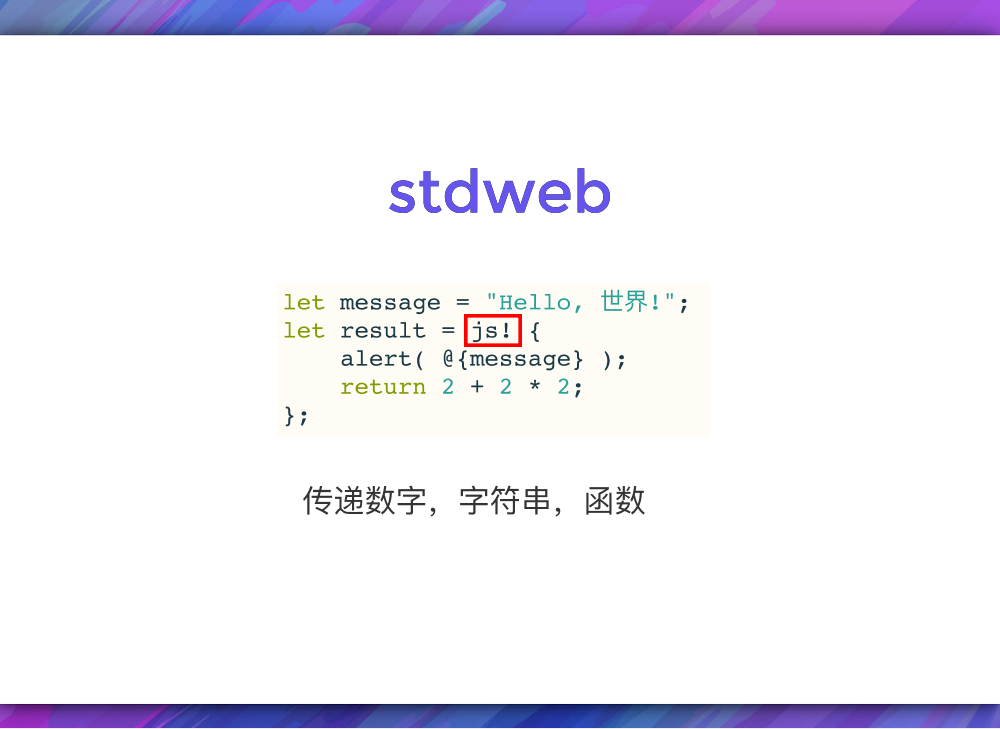 stdweb
let message = "Hello, 世界!";
let result = js! {
    alert( @{message} );
    return 2 + 2 * 2;
};
传递数字，字符串，函数